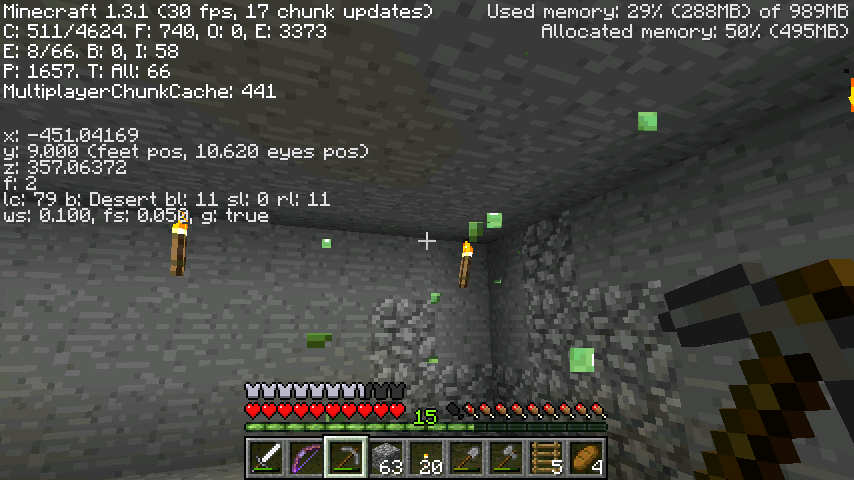 Minecraft 1.3.1 (30 fps, 17 chunk updates)
C: 511/4624. F: 740, O: 0, E: 3373
E: 8/66. B: 0, I: 58
P: 1657. T: All: 66
MultiplayerChunkCache: 441
Used memory: 29% (288MB) of 989MB
Allocated memory: 50% (495MB)
x: -451.04169
y: 9.000 (feet pos, 10.620 eyes pos)
z: 357.06372
f: 2
lc: 79 b: Desert bl: 11 sl: 0 rl: 11
ws: 0.100, fs: 0.050, g: true
15
63
20
5
4